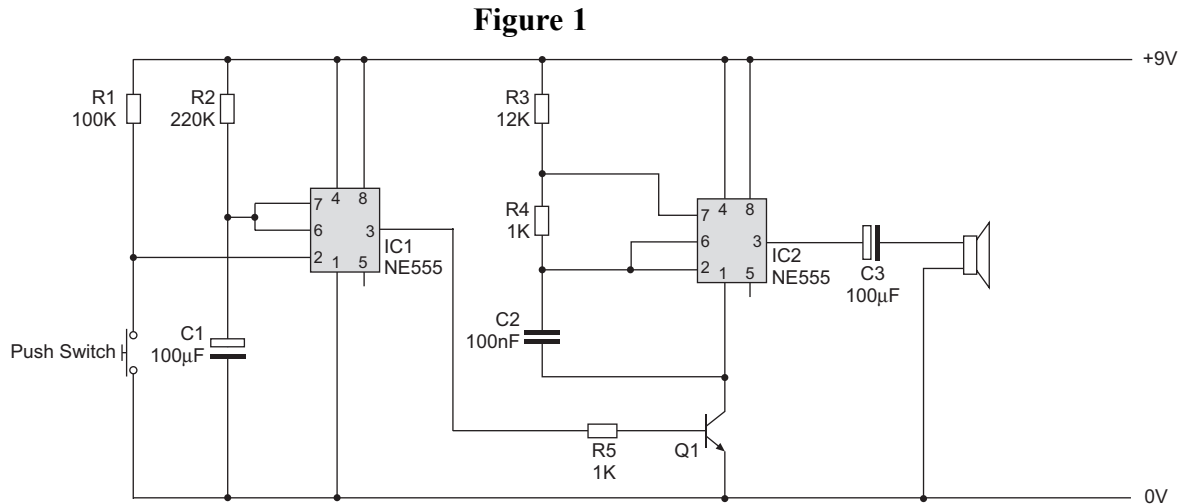 Figure 1
+9V
R1
100K
R2
220K
R3
12K
R4
1K
7
4
8
6
3
2
1
5
IC1
NE555
7
4
8
6
3
2
1
5
IC2
NE555
C3
100µF
Push Switch
C1
100µF
C2
100nF
R5
1K
Q1
0V